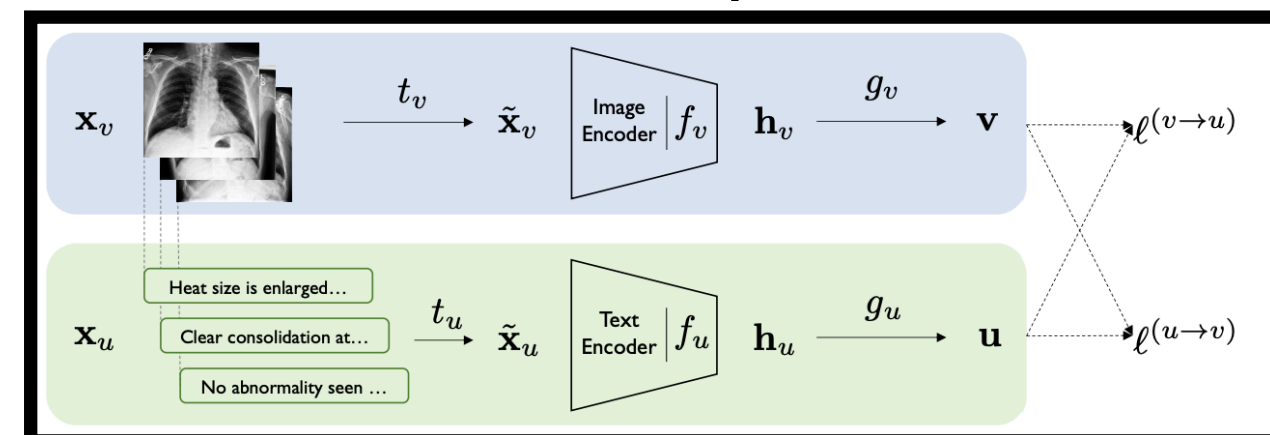 x_v
t_v
x̃_v
Image
Encoder
f_v
h_v
g_v
v
ℓ^(v→u)
x_u
Heat size is enlarged…
Clear consolidation at…
No abnormality seen …
t_u
x̃_u
Text
Encoder
f_u
h_u
g_u
u
ℓ^(u→v)